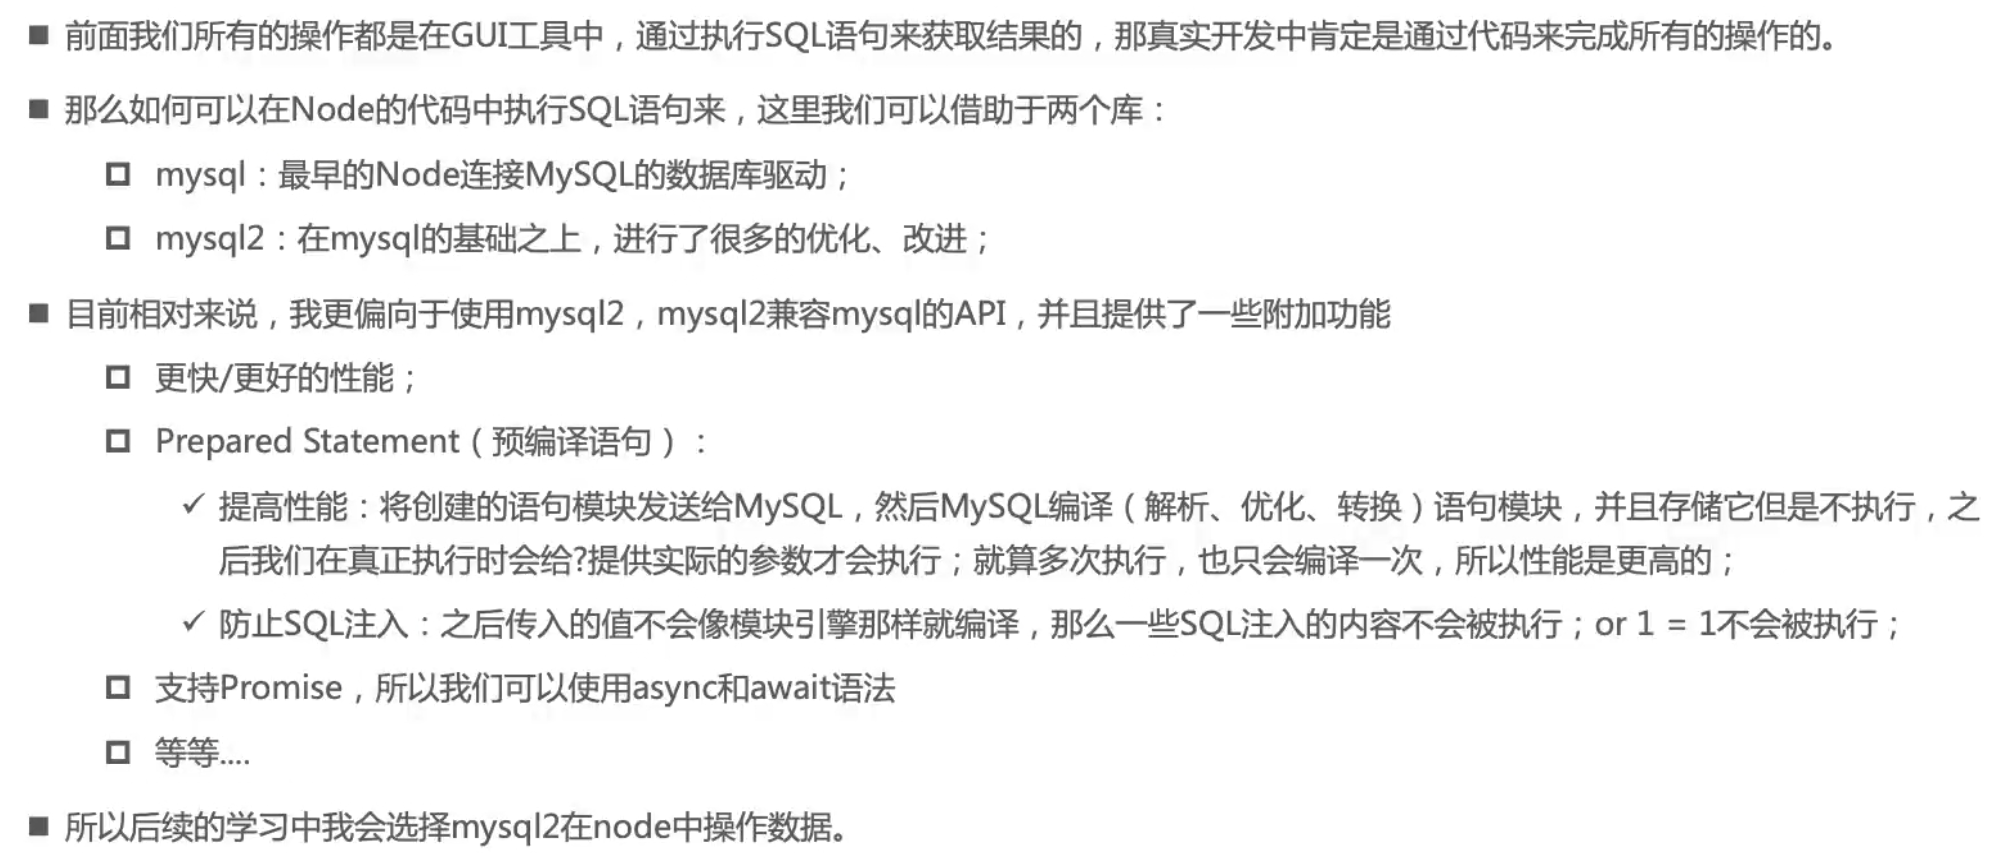 ■ 前面我们所有的操作都是在GUI工具中，通过执行SQL语句来获取结果的，那真实开发中肯定是通过代码来完成所有的操作的。
■ 那么如何可以在Node的代码中执行SQL语句来，这里我们可以借助于两个库：
□ mysql：最早的Node连接MySQL的数据库驱动；
□ mysql2：在mysql的基础之上，进行了很多的优化、改进；
■ 目前相对来说，我更偏向于使用mysql2，mysql2兼容mysql的API，并且提供了一些附加功能
□ 更快/更好的性能；
□ Prepared Statement（预编译语句）：
✓ 提高性能：将创建的语句模块发送给MySQL，然后MySQL编译（解析、优化、转换）语句模块，并且存储它但是不执行，之
后我们在真正执行时会给?提供实际的参数才会执行；就算多次执行，也只会编译一次，所以性能是更高的；
✓ 防止SQL注入：之后传入的值不会像模块引擎那样就编译，那么一些SQL注入的内容不会被执行；or 1 = 1不会被执行；
□ 支持Promise，所以我们可以使用async和await语法
□ 等等....
■ 所以后续的学习中我会选择mysql2在node中操作数据。